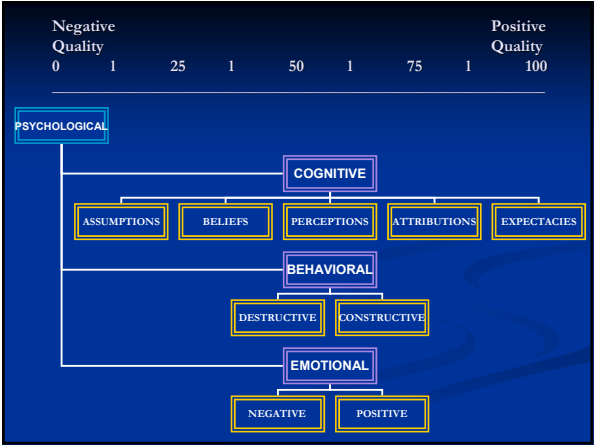 Negative Positive
Quality Quality
0 1 25 1 50 1 75 1 100
PSYCHOLOGICAL
COGNITIVE
ASSUMPTIONS BELIEFS PERCEPTIONS ATTRIBUTIONS EXPECTACIES
BEHAVIORAL
DESTRUCTIVE CONSTRUCTIVE
EMOTIONAL
NEGATIVE POSITIVE